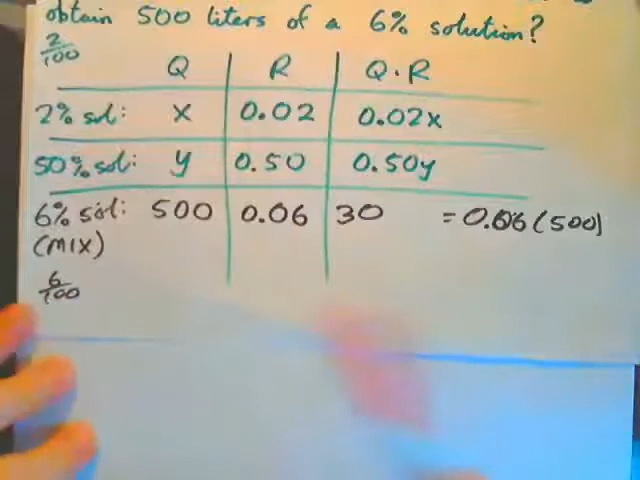 obtain 500 liters of a 6% solution?
2/100
Q R Q·R
2% sol: x 0.02 0.02x
50% sol: y 0.50 0.50y
6% sol: 500 0.06 30 = 0.06(500)
(MIX)
6/100